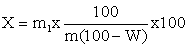 X = m₁x 100 / m(100 − W) x100